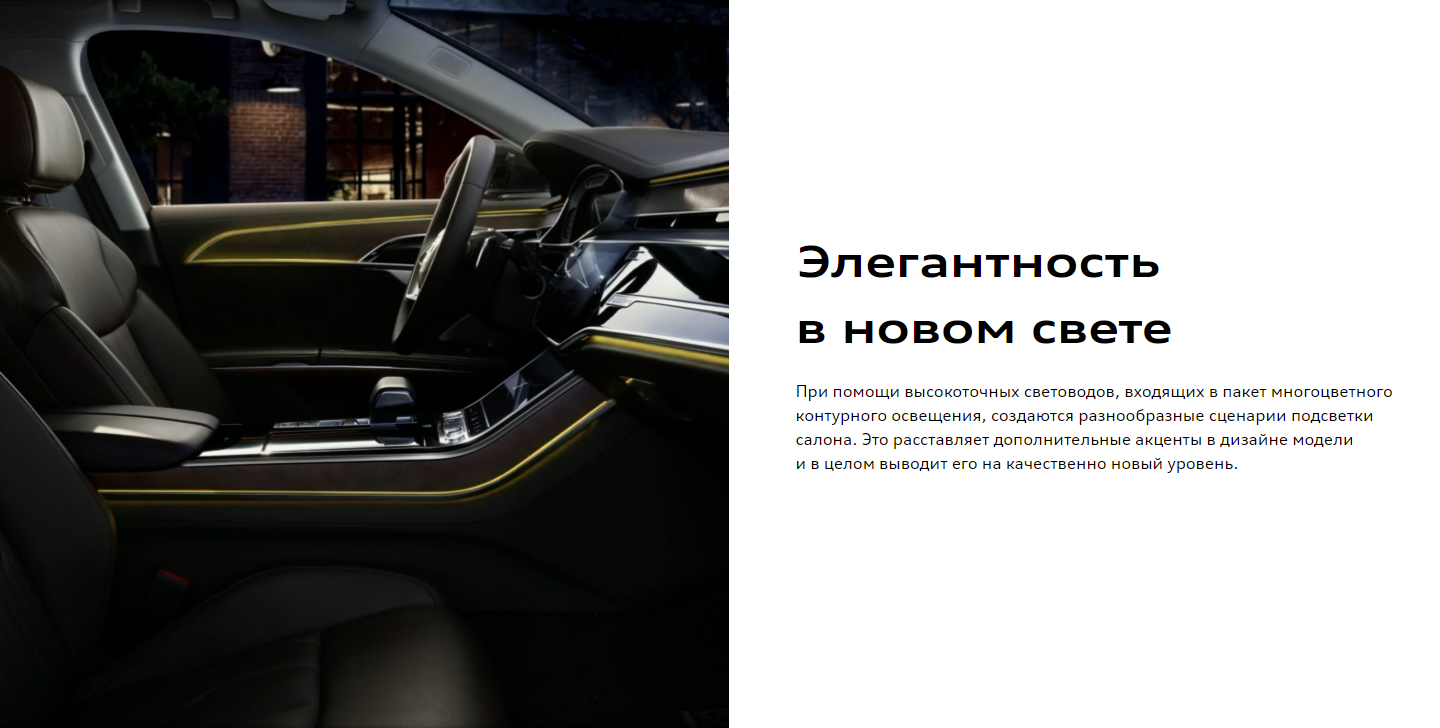 Элегантность
в новом свете
При помощи высокоточных световодов, входящих в пакет многоцветного
контурного освещения, создаются разнообразные сценарии подсветки
салона. Это расставляет дополнительные акценты в дизайне модели
и в целом выводит его на качественно новый уровень.